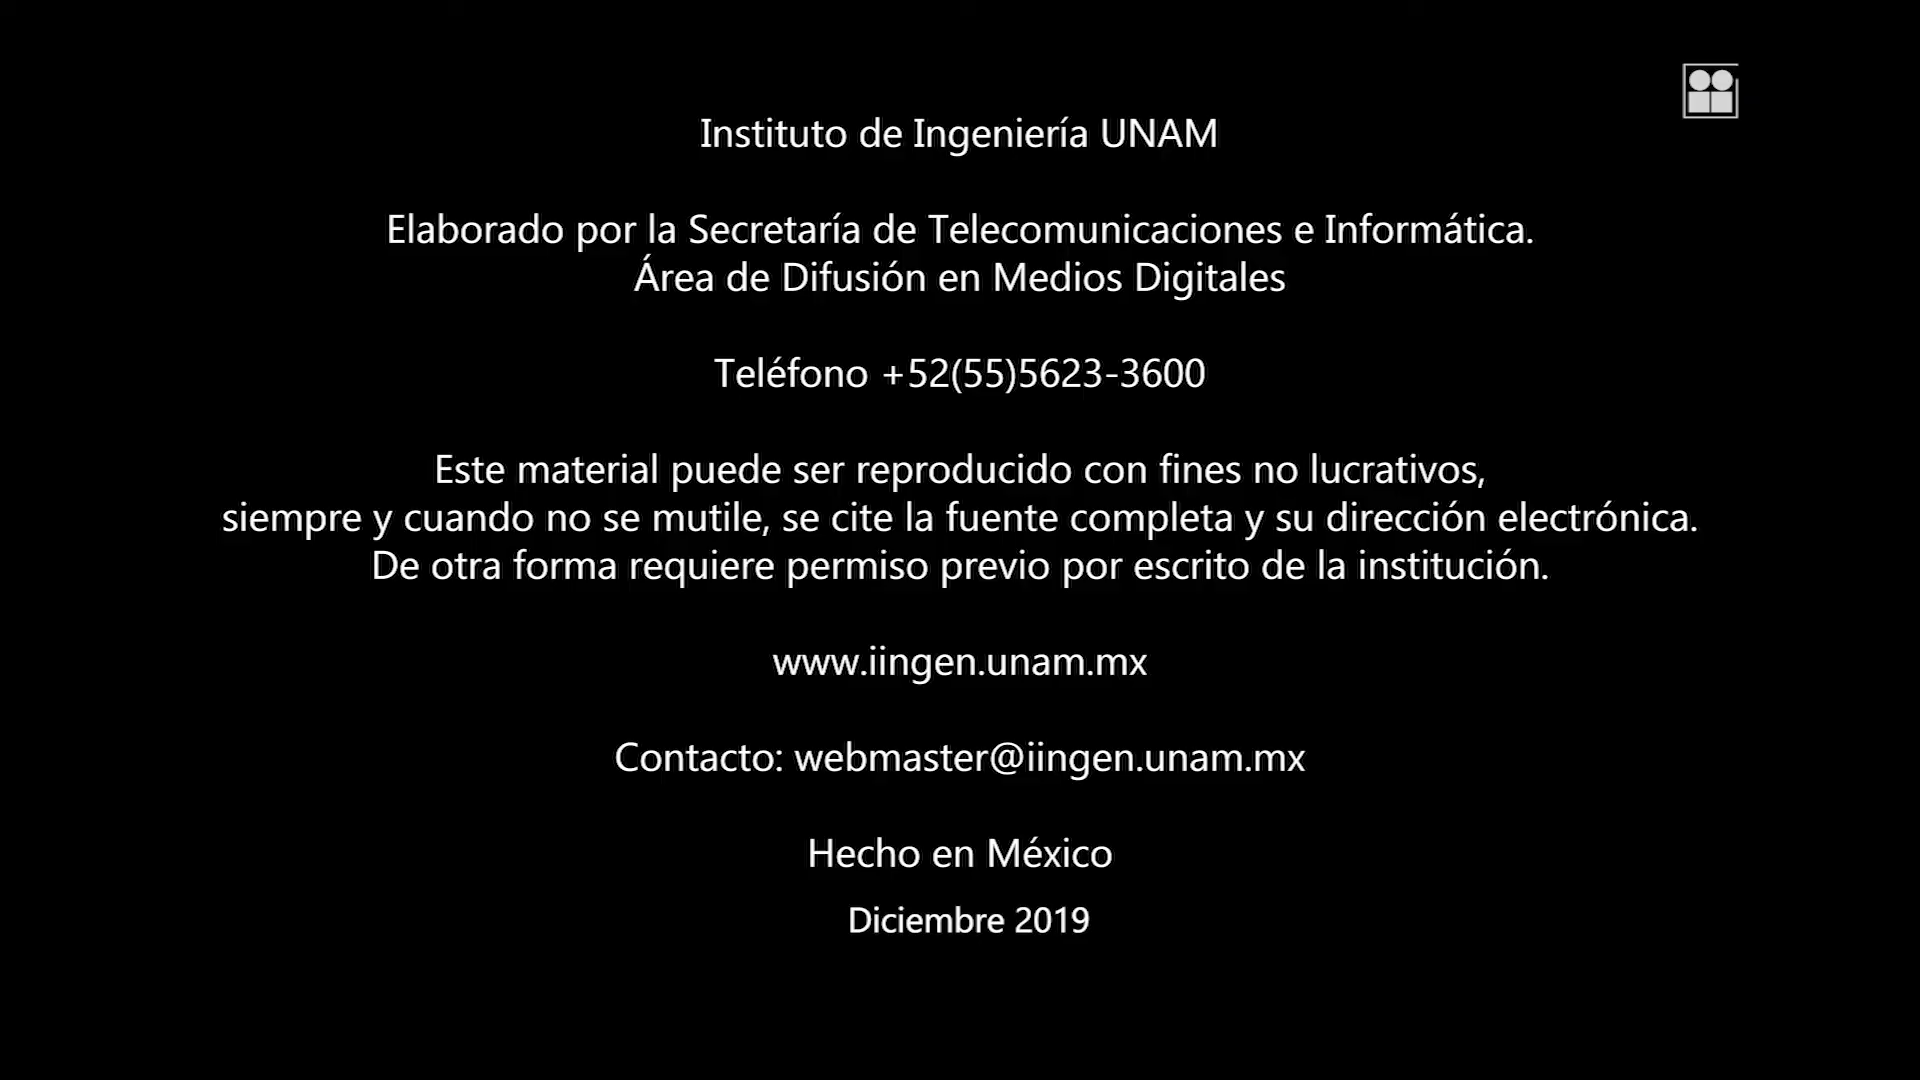 Instituto de Ingeniería UNAM
Elaborado por la Secretaría de Telecomunicaciones e Informática.
Área de Difusión en Medios Digitales
Teléfono +52(55)5623-3600
Este material puede ser reproducido con fines no lucrativos,
siempre y cuando no se mutile, se cite la fuente completa y su dirección electrónica.
De otra forma requiere permiso previo por escrito de la institución.
www.iingen.unam.mx
Contacto: webmaster@iingen.unam.mx
Hecho en México
Diciembre 2019